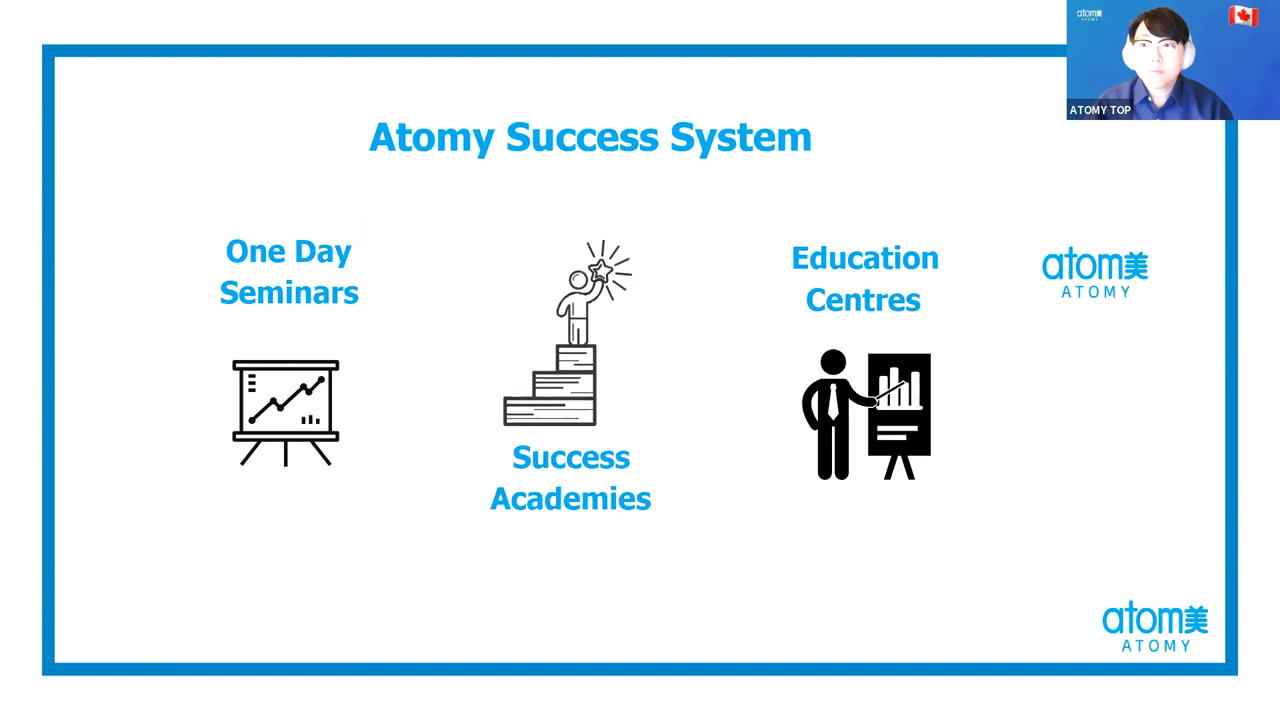 atom美
ATOMY
ATOMY TOP
Atomy Success System
One Day
Seminars
Success
Academies
Education
Centres
atom美
ATOMY
atom美
ATOMY